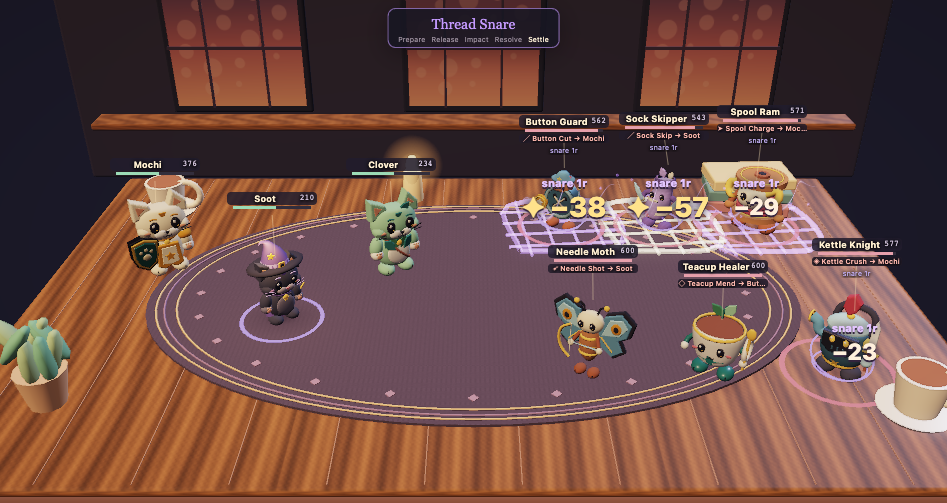 Thread Snare
Prepare Release Impact Resolve Settle
Spool Ram 571
➤ Spool Charge → Moc...
snare 1r
Button Guard 562
⟋ Button Cut → Mochi
snare 1r
Sock Skipper 543
⟋ Sock Skip → Soot
snare 1r
Mochi 376
Clover 234
Soot 210
snare 1r
✦ −38
snare 1r
✦ −57
snare 1r
−29
Needle Moth 600
➶ Needle Shot → Soot
Teacup Healer 600
◇ Teacup Mend → But...
Kettle Knight 577
◈ Kettle Crush → Mochi
snare 1r
snare 1r
−23